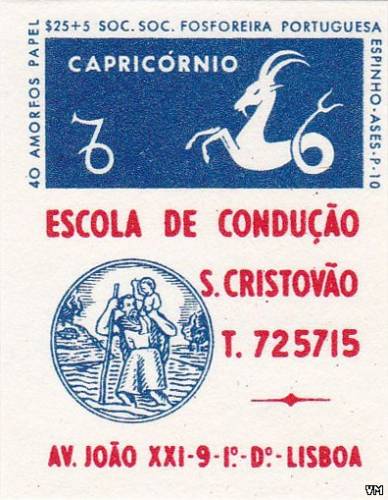 $25+5 SOC. SOC. FOSFOREIRA PORTUGUESA
ESPINHO·ASES·P·10
40 AMORFOS PAPEL
CAPRICÓRNIO
ESCOLA DE CONDUÇÃO
S. CRISTOVÃO
T. 725715
AV. JOÃO XXI-9-1º-Dº-LISBOA
VM